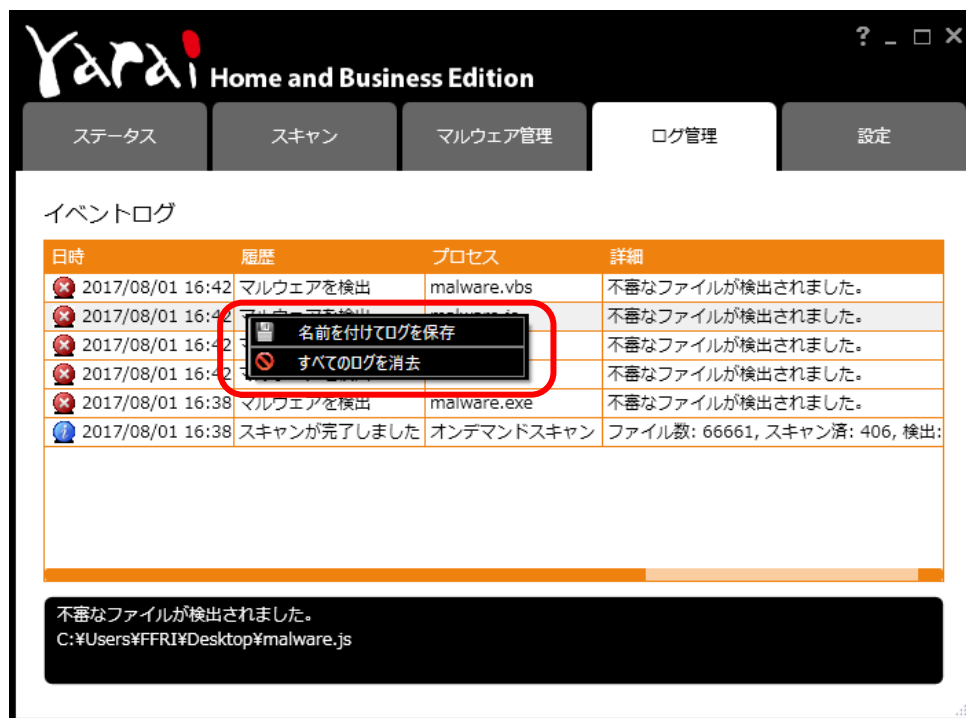 Yarai Home and Business Edition
? _ □ ×
ステータス スキャン マルウェア管理 ログ管理 設定
イベントログ
日時 履歴 プロセス 詳細
2017/08/01 16:42 マルウェアを検出 malware.vbs 不審なファイルが検出されました。
2017/08/01 16:42 マルウェアを検出 malware.js 不審なファイルが検出されました。
名前を付けてログを保存
2017/08/01 16:42 不審なファイルが検出されました。
すべてのログを消去
2017/08/01 16:42 不審なファイルが検出されました。
2017/08/01 16:38 マルウェアを検出 malware.exe 不審なファイルが検出されました。
2017/08/01 16:38 スキャンが完了しました オンデマンドスキャン ファイル数: 66661, スキャン済: 406, 検出:
不審なファイルが検出されました。
C:¥Users¥FFRI¥Desktop¥malware.js